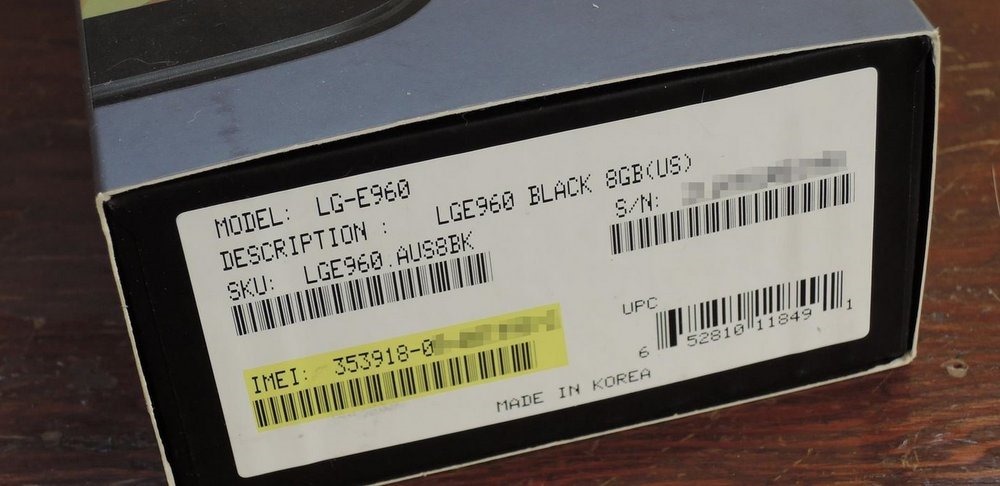 MODEL: LG-E960
DESCRIPTION : LGE960 BLACK 8GB(US)
SKU: LGE960.AUS8BK
S/N:
IMEI: 353918-0
UPC
6 52810 11849 1
MADE IN KOREA